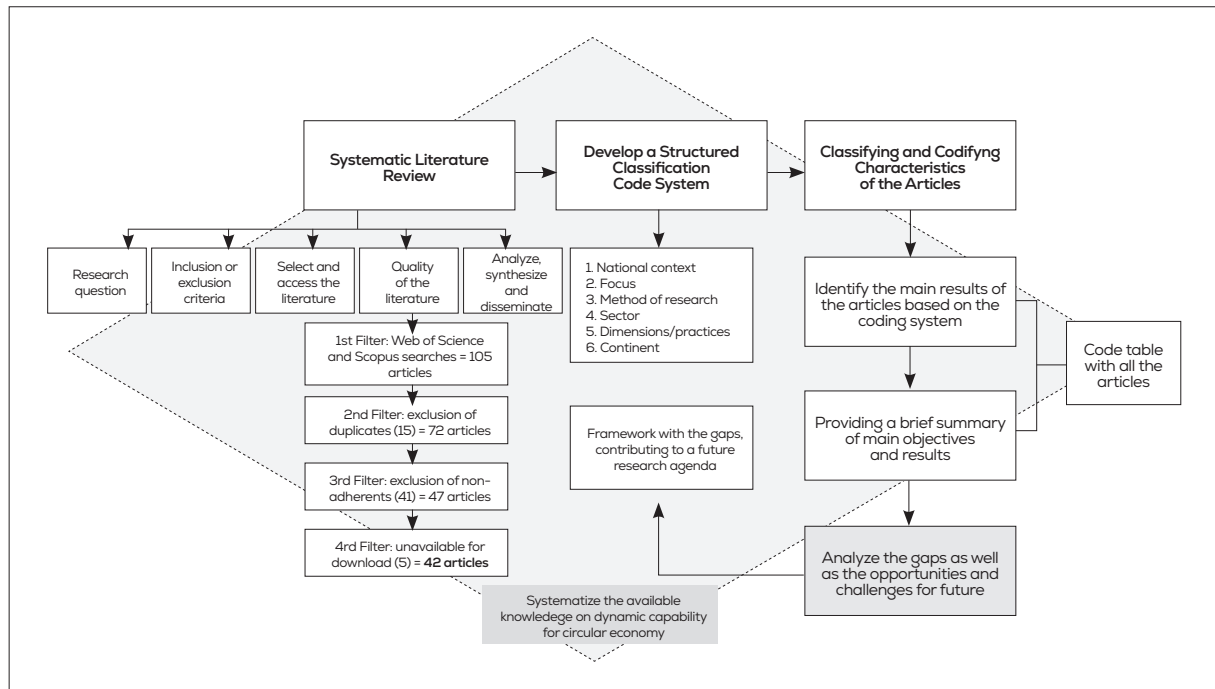 Systematic Literature
Review
Develop a Structured
Classification
Code System
Classifying and Codifyng
Characteristics
of the Articles
Research
question
Inclusion or
exclusion
criteria
Select and
access the
literature
Quality
of the
literature
Analyze,
synthesize
and
disseminate
1st Filter: Web of Science
and Scopus searches = 105
articles
2nd Filter: exclusion of
duplicates (15) = 72 articles
3rd Filter: exclusion of non-
adherents (41) = 47 articles
4rd Filter: unavailable for
download (5) = 42 articles
1. National context
2. Focus
3. Method of research
4. Sector
5. Dimensions/practices
6. Continent
Framework with the gaps,
contributing to a future
research agenda
Identify the main results of
the articles based on the
coding system
Providing a brief summary
of main objectives
and results
Code table
with all the
articles
Analyze the gaps as well
as the opportunities and
challenges for future
Systematize the available
knowledege on dynamic capability
for circular economy